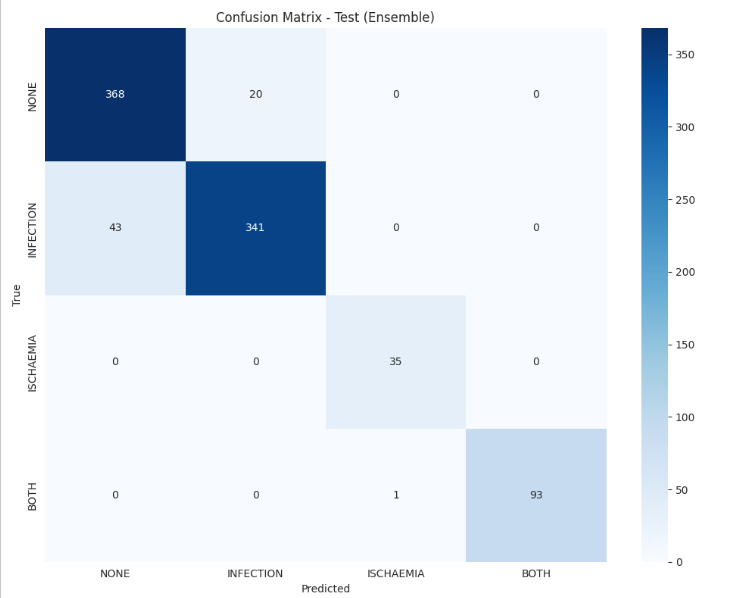 Confusion Matrix - Test (Ensemble)
NONE 368 20 0 0
INFECTION 43 341 0 0
ISCHAEMIA 0 0 35 0
BOTH 0 0 1 93
True
NONE INFECTION ISCHAEMIA BOTH
Predicted
350
300
250
200
150
100
50
0